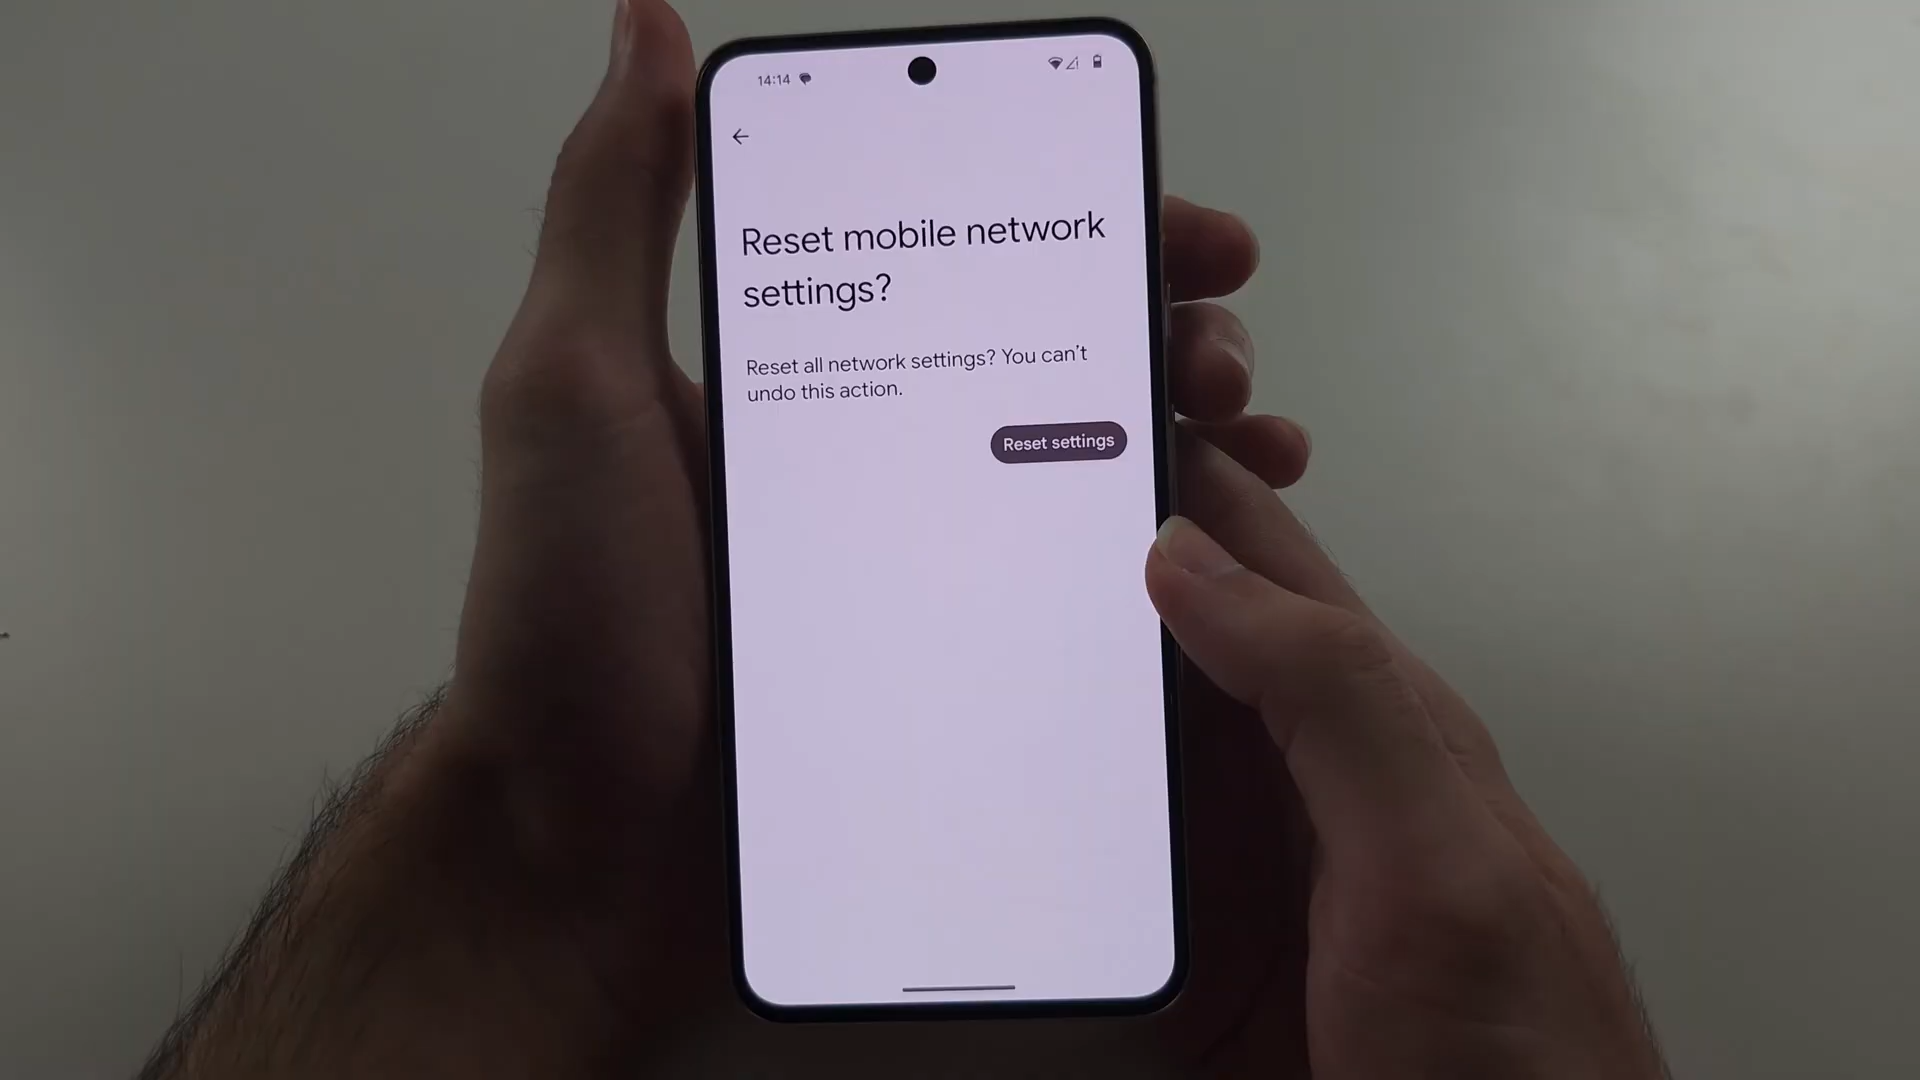 14:14
Reset mobile network
settings?
Reset all network settings? You can't
undo this action.
Reset settings